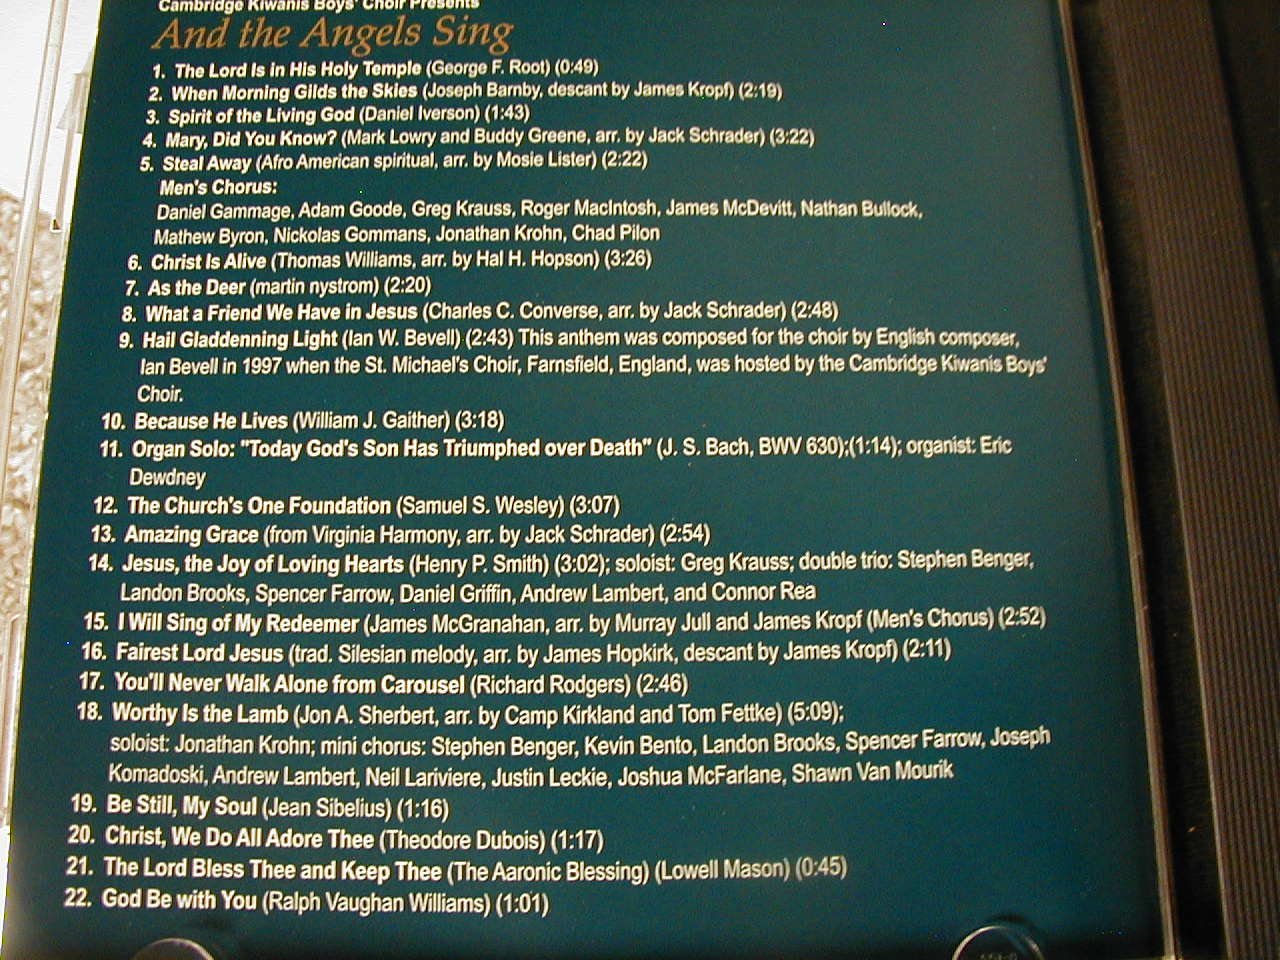 Cambridge Kiwanis Boys' Choir Presents
And the Angels Sing
1. The Lord Is in His Holy Temple (George F. Root) (0:49)
2. When Morning Gilds the Skies (Joseph Barnby, descant by James Kropf) (2:19)
3. Spirit of the Living God (Daniel Iverson) (1:43)
4. Mary, Did You Know? (Mark Lowry and Buddy Greene, arr. by Jack Schrader) (3:22)
5. Steal Away (Afro American spiritual, arr. by Mosie Lister) (2:22)
Men's Chorus:
Daniel Gammage, Adam Goode, Greg Krauss, Roger MacIntosh, James McDevitt, Nathan Bullock,
Mathew Byron, Nickolas Gommans, Jonathan Krohn, Chad Pilon
6. Christ Is Alive (Thomas Williams, arr. by Hal H. Hopson) (3:26)
7. As the Deer (martin nystrom) (2:20)
8. What a Friend We Have in Jesus (Charles C. Converse, arr. by Jack Schrader) (2:48)
9. Hail Gladdenning Light (Ian W. Bevell) (2:43) This anthem was composed for the choir by English composer,
Ian Bevell in 1997 when the St. Michael's Choir, Farnsfield, England, was hosted by the Cambridge Kiwanis Boys'
Choir.
10. Because He Lives (William J. Gaither) (3:18)
11. Organ Solo: "Today God's Son Has Triumphed over Death" (J. S. Bach, BWV 630);(1:14); organist: Eric
Dewdney
12. The Church's One Foundation (Samuel S. Wesley) (3:07)
13. Amazing Grace (from Virginia Harmony, arr. by Jack Schrader) (2:54)
14. Jesus, the Joy of Loving Hearts (Henry P. Smith) (3:02); soloist: Greg Krauss; double trio: Stephen Benger,
Landon Brooks, Spencer Farrow, Daniel Griffin, Andrew Lambert, and Connor Rea
15. I Will Sing of My Redeemer (James McGranahan, arr. by Murray Jull and James Kropf (Men's Chorus) (2:52)
16. Fairest Lord Jesus (trad. Silesian melody, arr. by James Hopkirk, descant by James Kropf) (2:11)
17. You'll Never Walk Alone from Carousel (Richard Rodgers) (2:46)
18. Worthy Is the Lamb (Jon A. Sherbert, arr. by Camp Kirkland and Tom Fettke) (5:09);
soloist: Jonathan Krohn; mini chorus: Stephen Benger, Kevin Bento, Landon Brooks, Spencer Farrow, Joseph
Komadoski, Andrew Lambert, Neil Lariviere, Justin Leckie, Joshua McFarlane, Shawn Van Mourik
19. Be Still, My Soul (Jean Sibelius) (1:16)
20. Christ, We Do All Adore Thee (Theodore Dubois) (1:17)
21. The Lord Bless Thee and Keep Thee (The Aaronic Blessing) (Lowell Mason) (0:45)
22. God Be with You (Ralph Vaughan Williams) (1:01)